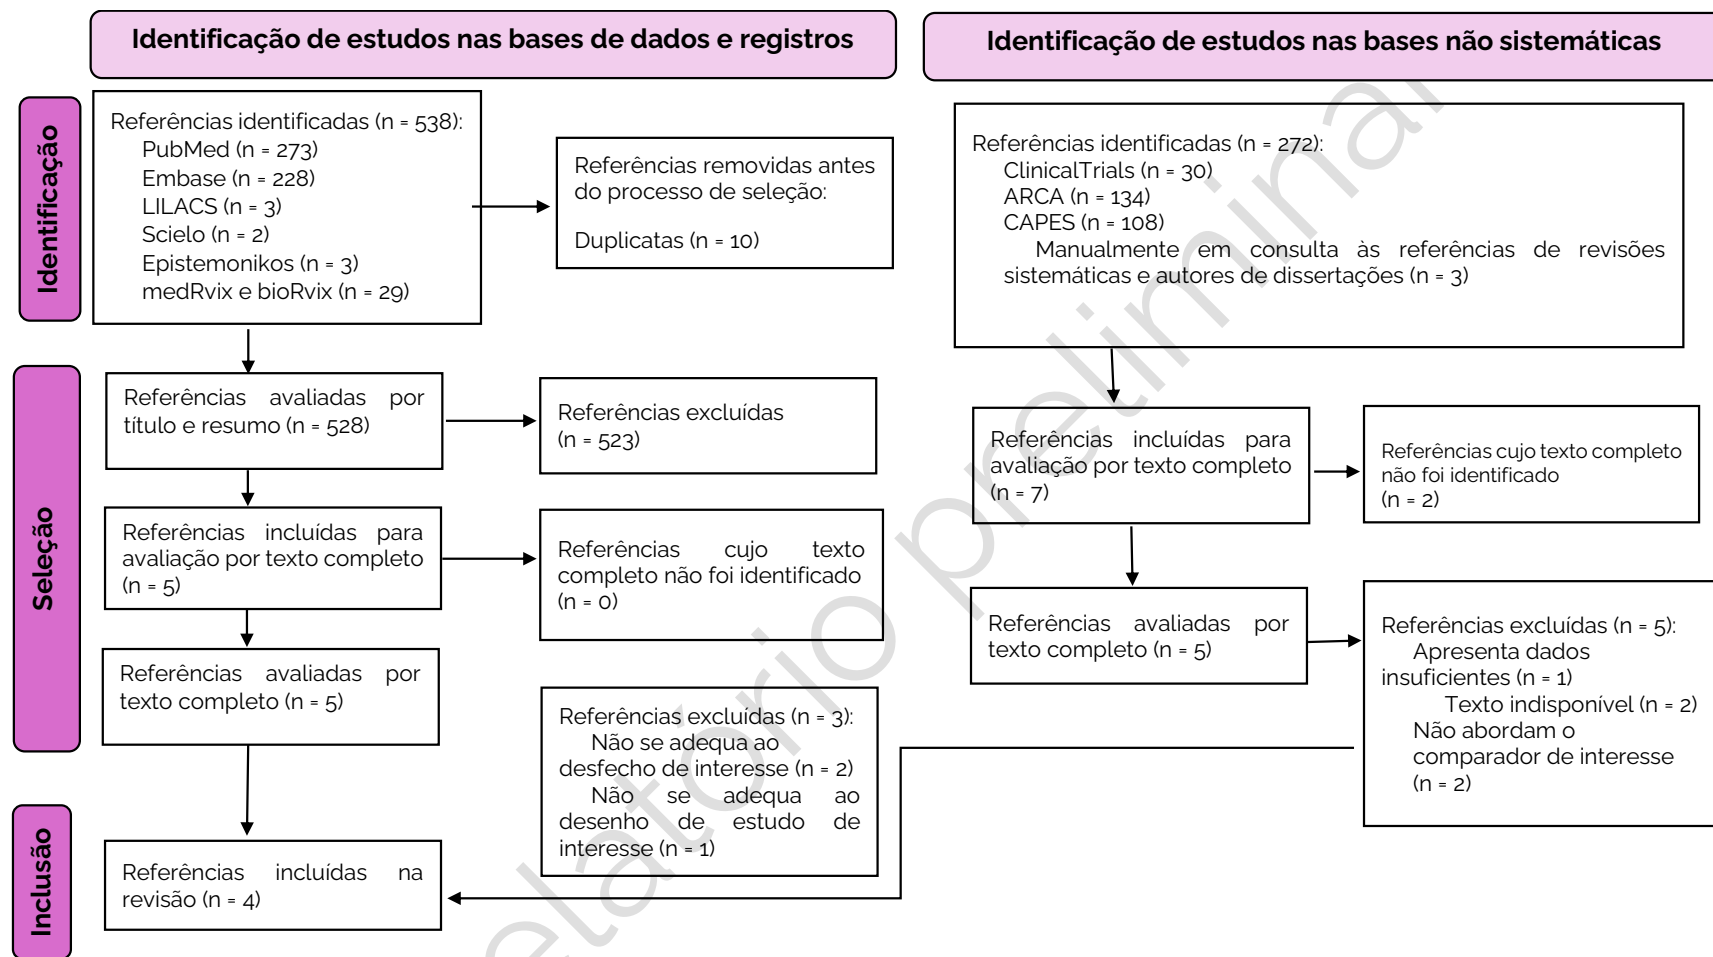 Identificação de estudos nas bases de dados e registros
Identificação de estudos nas bases não sistemáticas
Identificação
Referências identificadas (n = 538):
PubMed (n = 273)
Embase (n = 228)
LILACS (n = 3)
Scielo (n = 2)
Epistemonikos (n = 3)
medRvix e bioRvix (n = 29)
Referências removidas antes
do processo de seleção:
Duplicatas (n = 10)
Referências identificadas (n = 272):
ClinicalTrials (n = 30)
ARCA (n = 134)
CAPES (n = 108)
Manualmente em consulta às referências de revisões
sistemáticas e autores de dissertações (n = 3)
Seleção
Referências avaliadas por
título e resumo (n = 528)
Referências excluídas
(n = 523)
Referências incluídas para
avaliação por texto completo
(n = 5)
Referências cujo texto
completo não foi identificado
(n = 0)
Referências avaliadas por
texto completo (n = 5)
Referências excluídas (n = 3):
Não se adequa ao
desfecho de interesse (n = 2)
Não se adequa ao
desenho de estudo de
interesse (n = 1)
Referências incluídas para
avaliação por texto completo
(n = 7)
Referências cujo texto completo
não foi identificado
(n = 2)
Referências avaliadas por
texto completo (n = 5)
Referências excluídas (n = 5):
Apresenta dados
insuficientes (n = 1)
Texto indisponível (n = 2)
Não abordam o
comparador de interesse
(n = 2)
Inclusão
Referências incluídas na
revisão (n = 4)
elatório preliminar